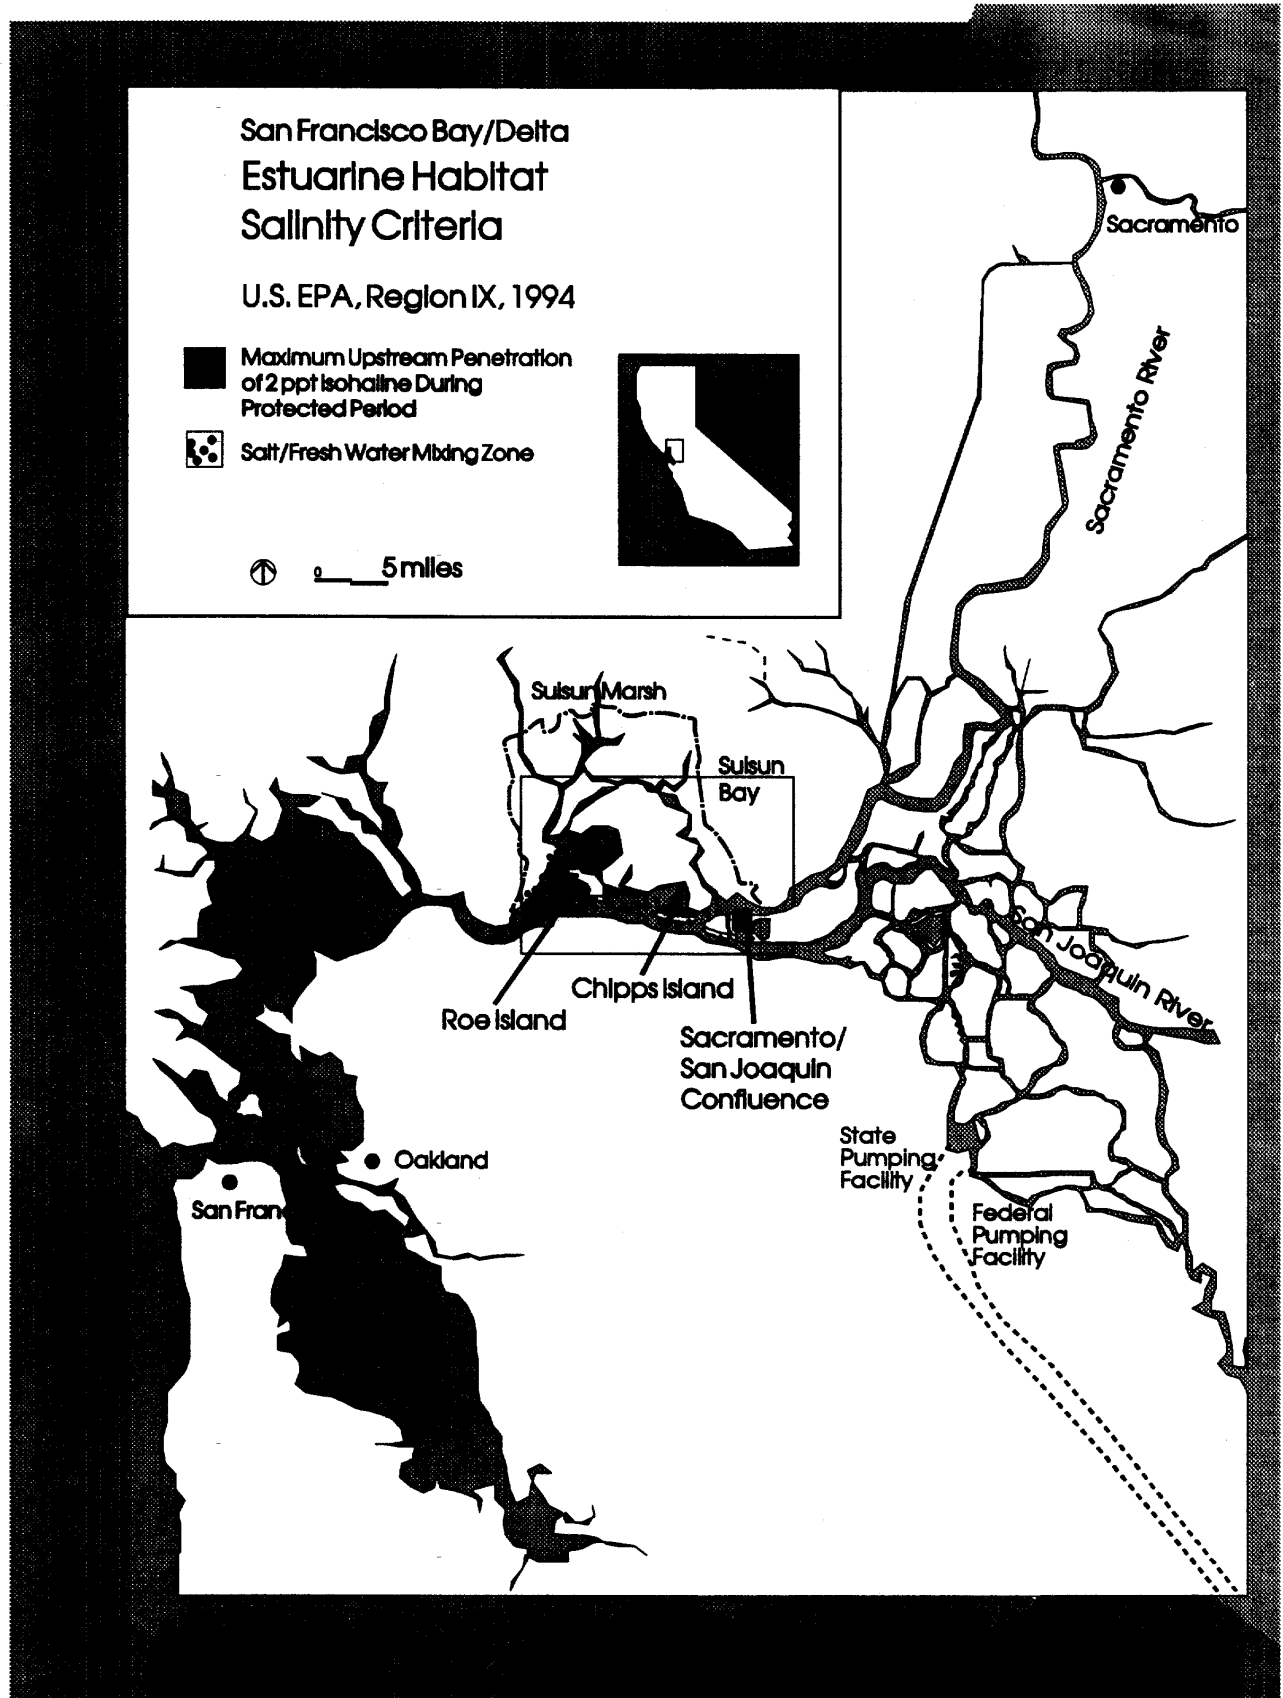 San Francisco Bay/Delta
Estuarine Habitat
Salinity Criteria
U.S. EPA, Region IX, 1994
Maximum Upstream Penetration
of 2 ppt Isohaline During
Protected Period
Salt/Fresh Water Mixing Zone
0 5 miles
Sacramento
Sacramento River
Suisun Marsh
Suisun
Bay
San Joaquin River
Chipps Island
Roe Island
Sacramento/
San Joaquin
Confluence
State
Pumping
Facility
Oakland
San Fran
Federal
Pumping
Facility